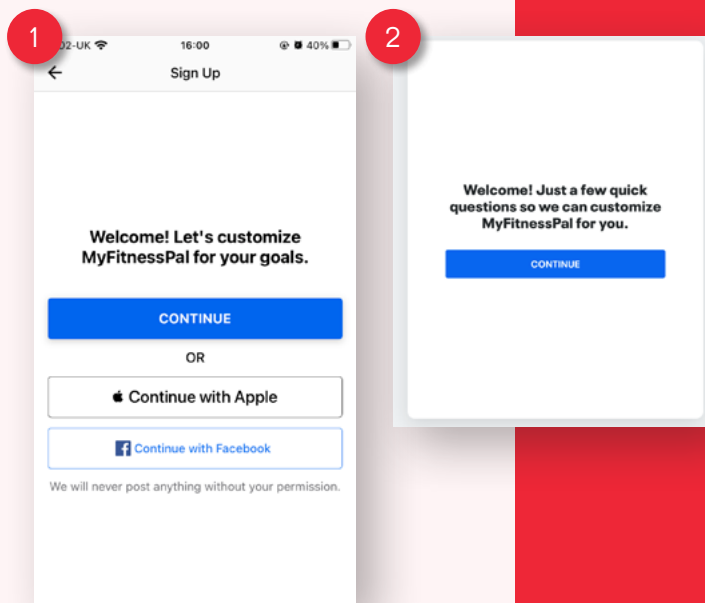 1
02-UK
16:00
40%
Sign Up
Welcome! Let's customize
MyFitnessPal for your goals.
CONTINUE
OR
Continue with Apple
Continue with Facebook
We will never post anything without your permission.
2
Welcome! Just a few quick
questions so we can customize
MyFitnessPal for you.
CONTINUE